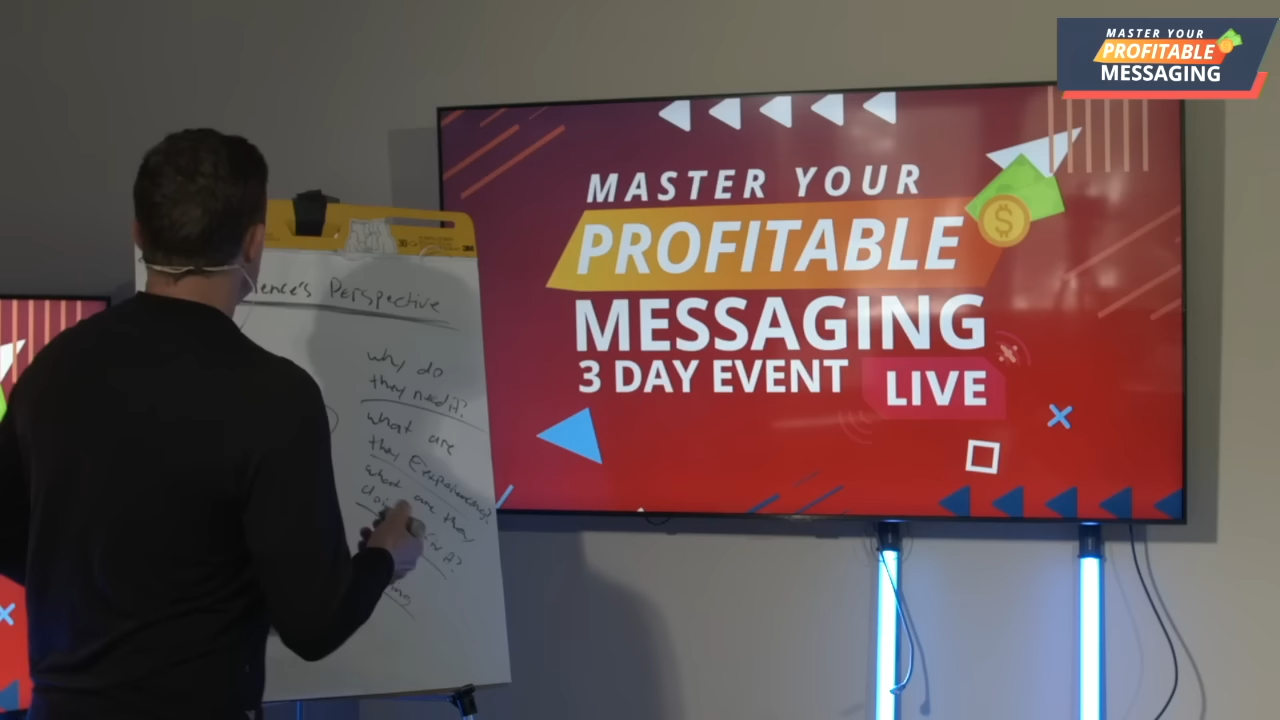 MASTER YOUR
PROFITABLE
MESSAGING
MASTER YOUR
PROFITABLE
MESSAGING
3 DAY EVENT LIVE
$
3M
Perspective
why do
they need it?
what are
they Experiencing?
what are they